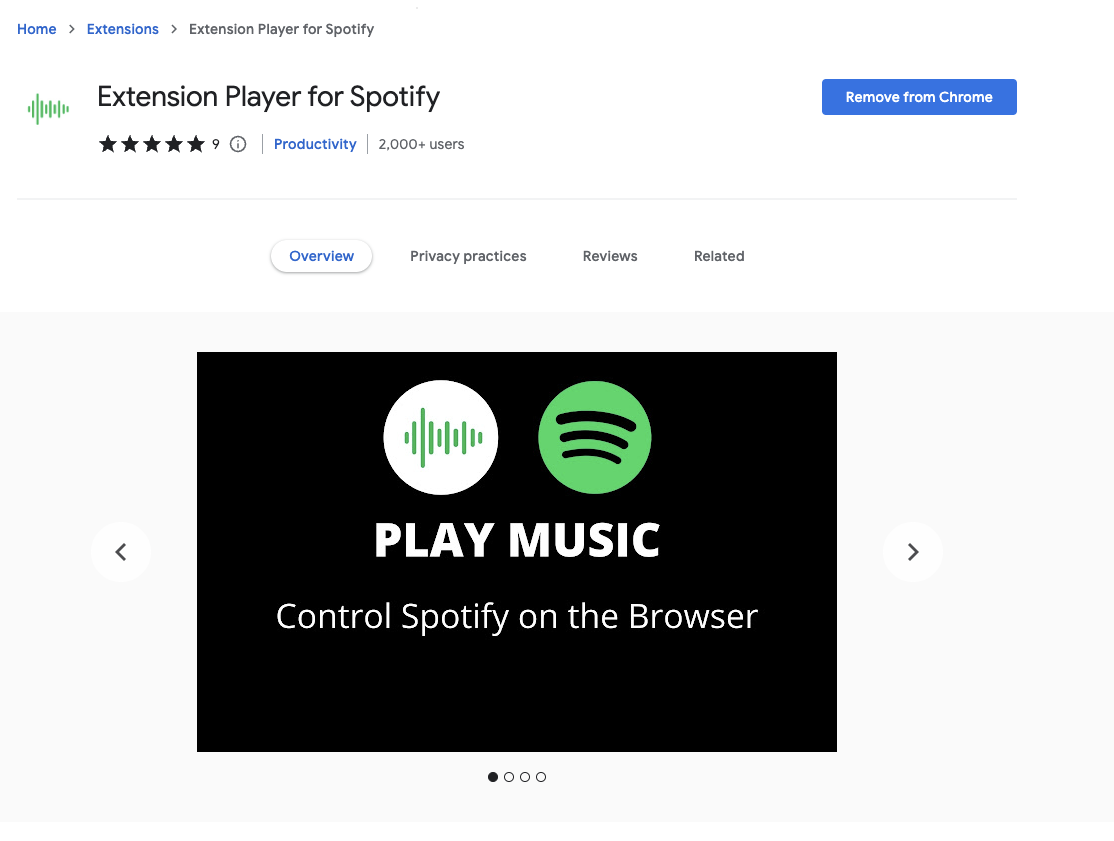 Home > Extensions > Extension Player for Spotify
Extension Player for Spotify
Remove from Chrome
9 Productivity 2,000+ users
Overview Privacy practices Reviews Related
PLAY MUSIC
Control Spotify on the Browser